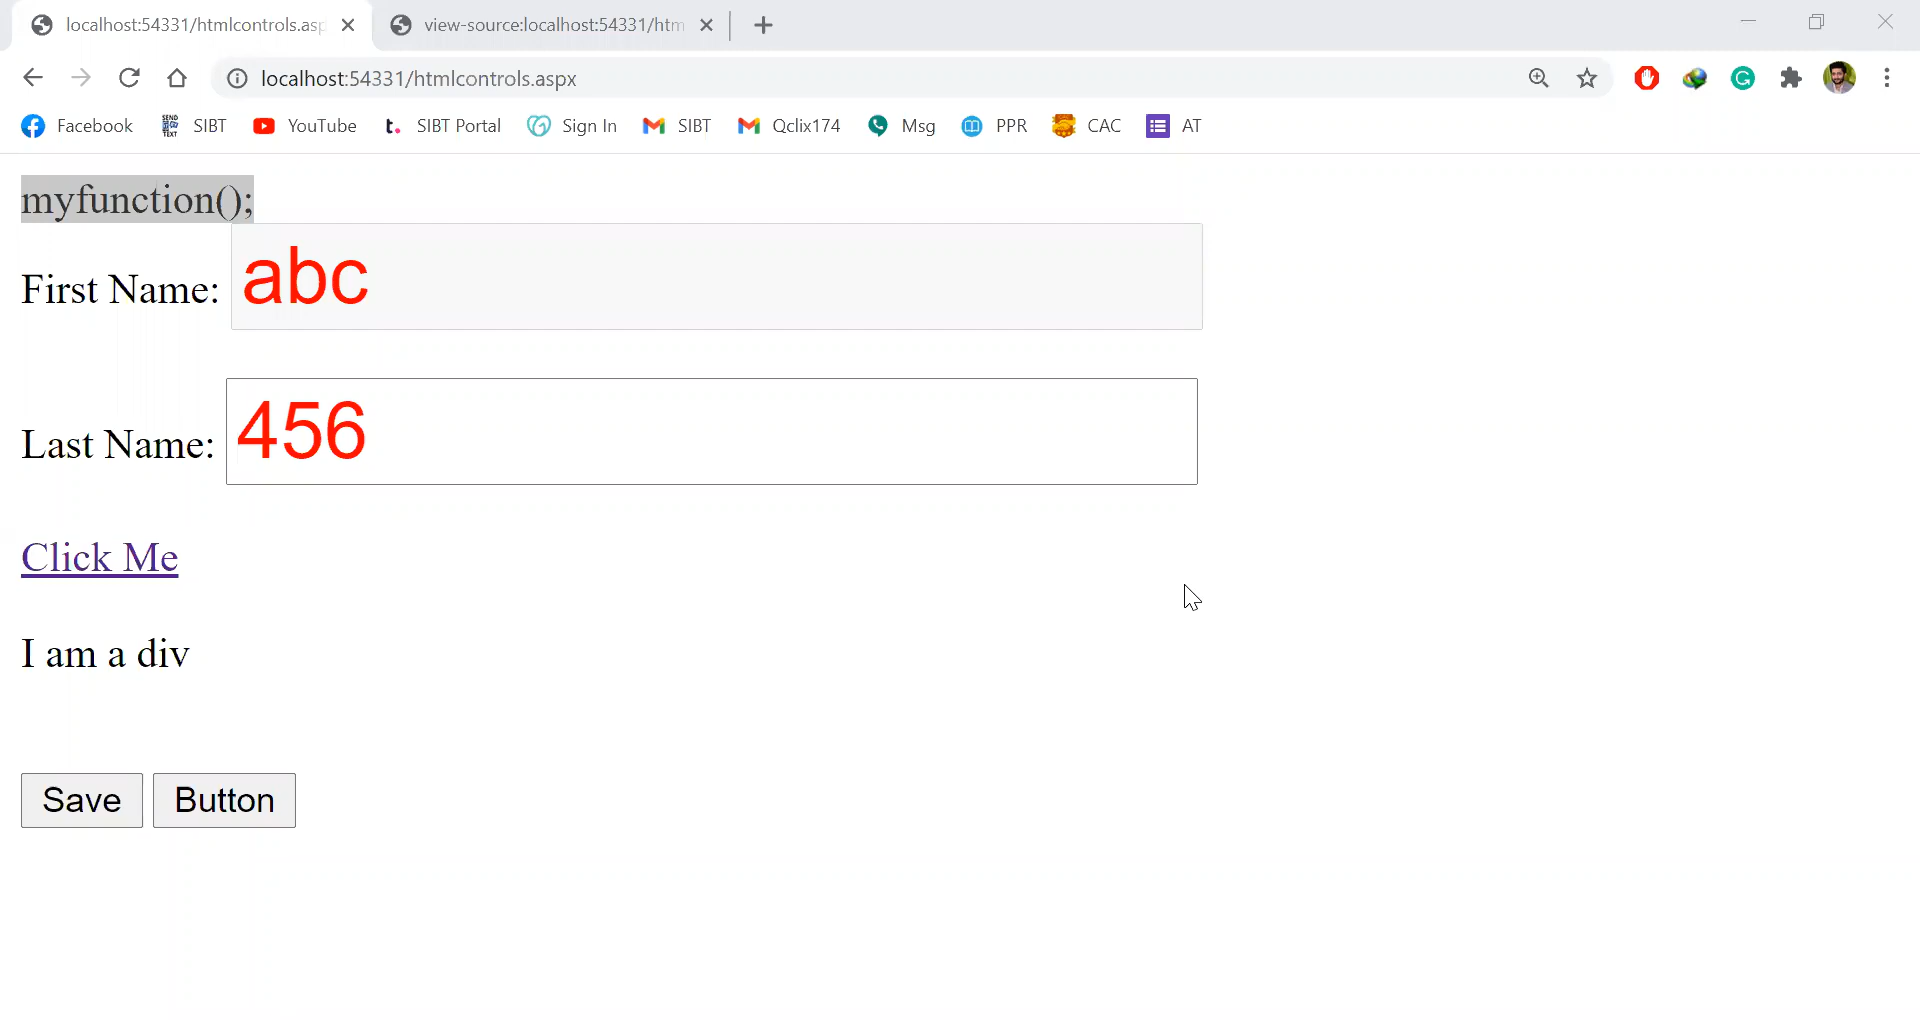 localhost:54331/htmlcontrols.asp
view-source:localhost:54331/htm
localhost:54331/htmlcontrols.aspx
Facebook SEND TEXT SIBT YouTube t. SIBT Portal Sign In SIBT Qclix174 Msg PPR CAC AT
myfunction();
First Name: abc
Last Name: 456
Click Me
I am a div
Save Button